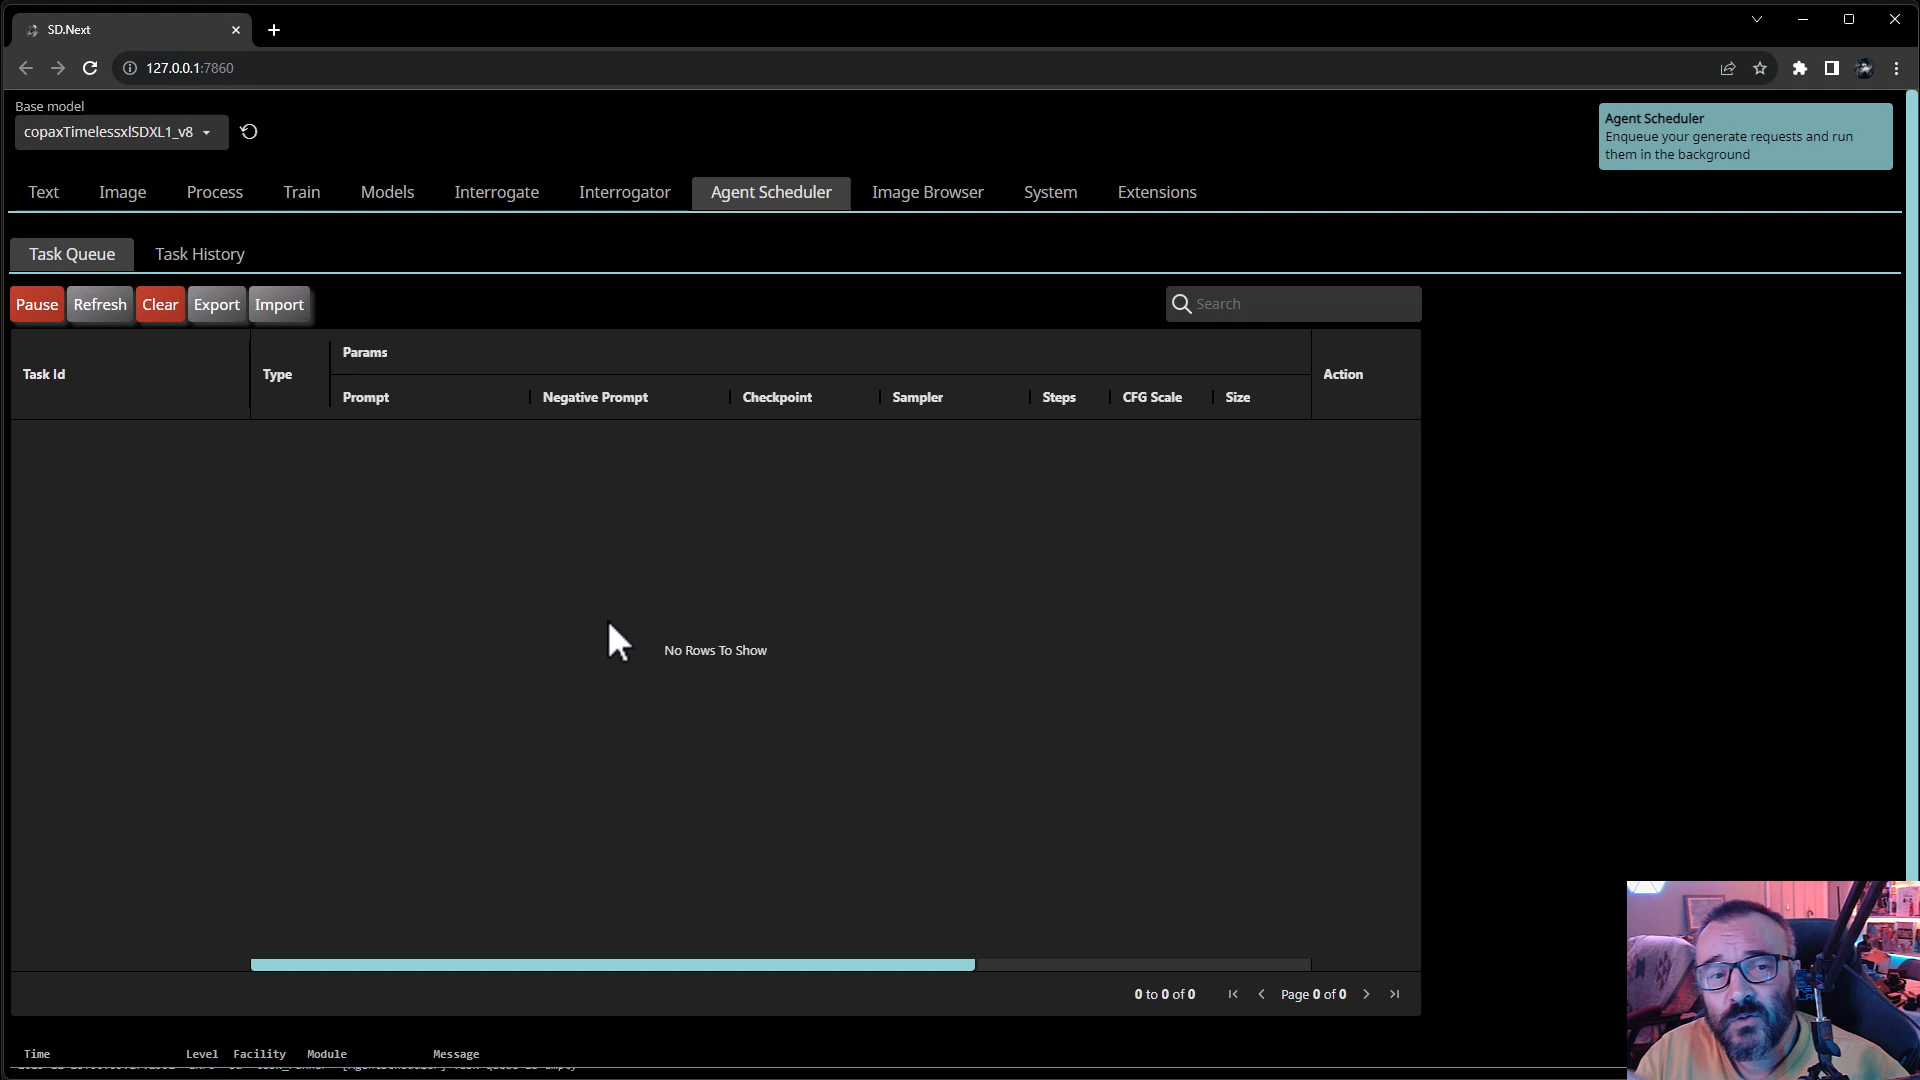 SD.Next
127.0.0.1:7860
Base model
copaxTimelessxlSDXL1_v8
Agent Scheduler
Enqueue your generate requests and run
them in the background
Text Image Process Train Models Interrogate Interrogator Agent Scheduler Image Browser System Extensions
Task Queue Task History
Pause Refresh Clear Export Import Search
Params
Task Id Type Action
Prompt Negative Prompt Checkpoint Sampler Steps CFG Scale Size
No Rows To Show
0 to 0 of 0 Page 0 of 0
Time Level Facility Module Message